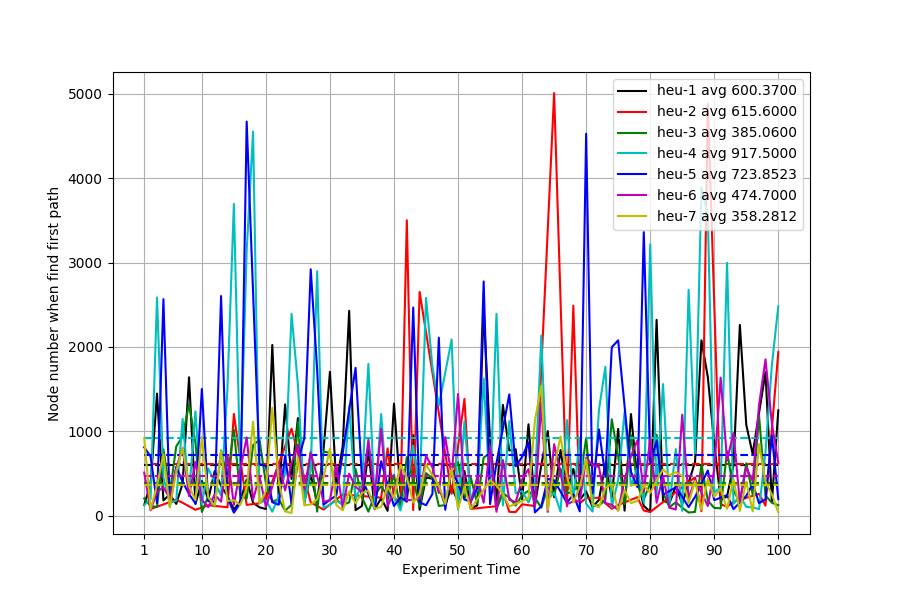 5000
4000
3000
2000
1000
0
Node number when find first path
heu-1 avg 600.3700
heu-2 avg 615.6000
heu-3 avg 385.0600
heu-4 avg 917.5000
heu-5 avg 723.8523
heu-6 avg 474.7000
heu-7 avg 358.2812
1 10 20 30 40 50 60 70 80 90 100
Experiment Time